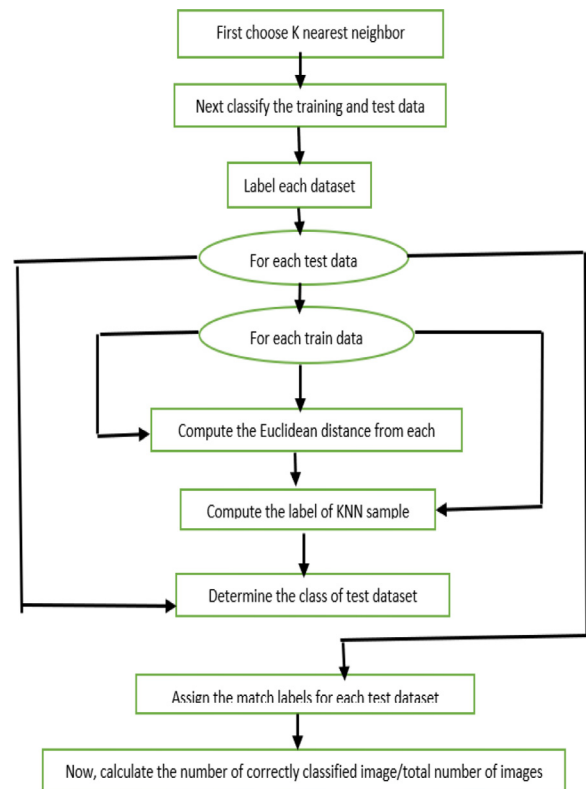 First choose K nearest neighbor
Next classify the training and test data
Label each dataset
For each test data
For each train data
Compute the Euclidean distance from each
Compute the label of KNN sample
Determine the class of test dataset
Assign the match labels for each test dataset
Now, calculate the number of correctly classified image/total number of images